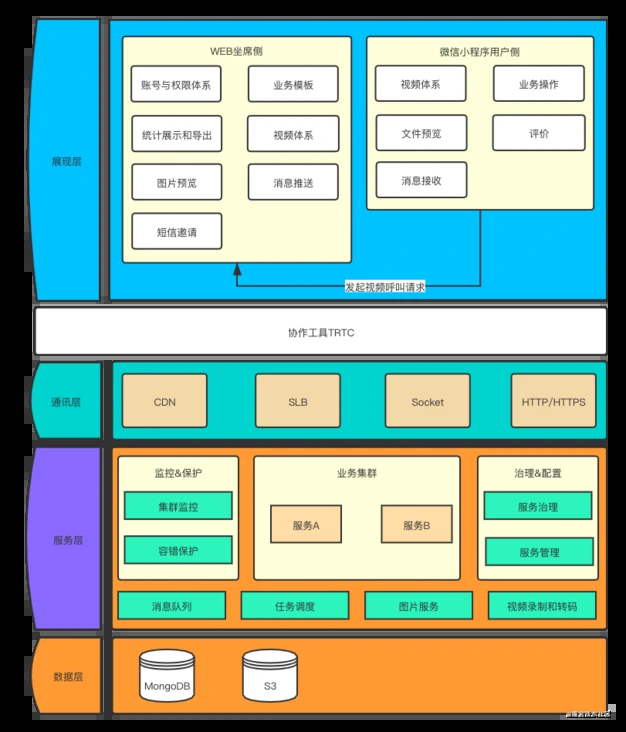 展现层
WEB坐席侧
账号与权限体系
业务模板
统计展示和导出
视频体系
图片预览
消息推送
短信邀请
微信小程序用户侧
视频体系
业务操作
文件预览
评价
消息接收
发起视频呼叫请求
协作工具TRTC
通讯层
CDN
SLB
Socket
HTTP/HTTPS
服务层
监控&保护
集群监控
容错保护
业务集群
服务A
服务B
治理&配置
服务治理
服务管理
消息队列
任务调度
图片服务
视频录制和转码
数据层
MongoDB
S3